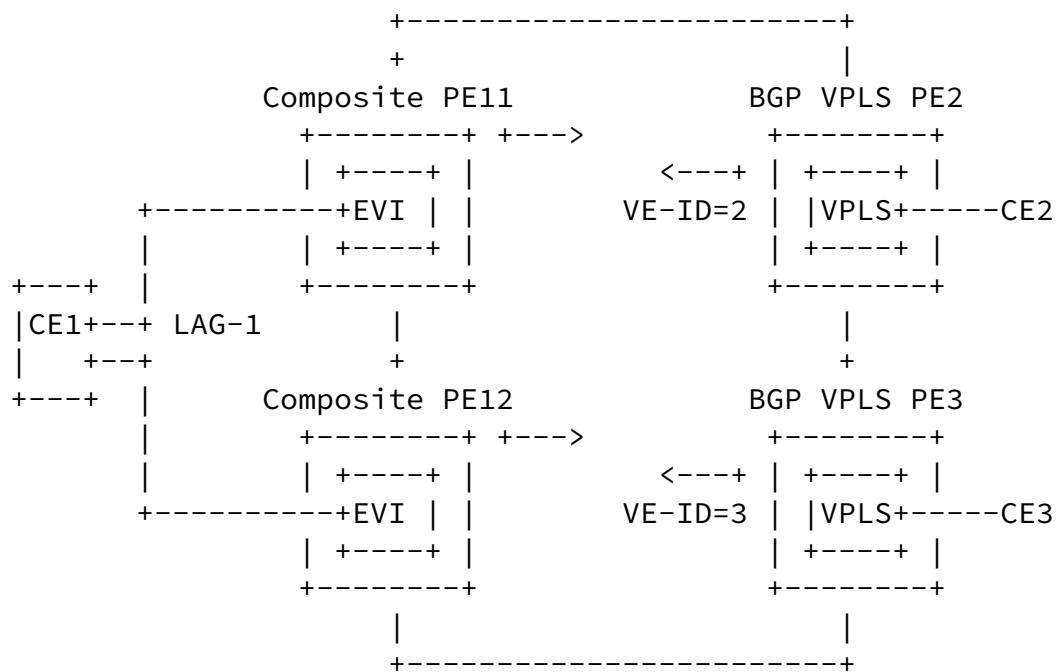 Composite PE11 BGP VPLS PE2
EVI VE-ID=2 VPLS CE2
CE1 LAG-1
Composite PE12 BGP VPLS PE3
EVI VE-ID=3 VPLS CE3